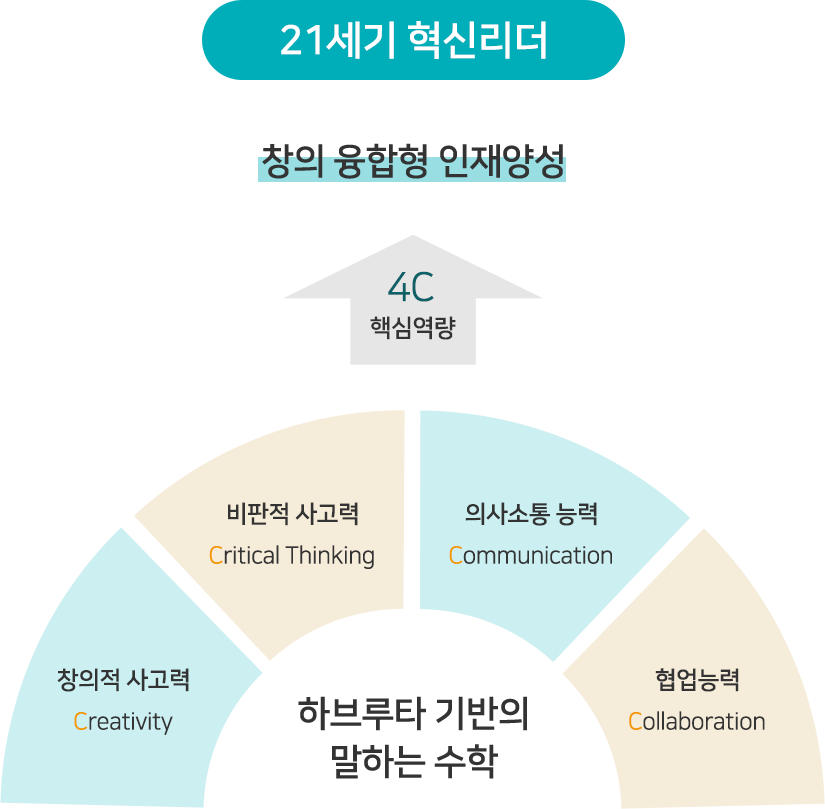 21세기 혁신리더
창의 융합형 인재양성
4C
핵심역량
비판적 사고력
Critical Thinking
의사소통 능력
Communication
창의적 사고력
Creativity
협업능력
Collaboration
하브루타 기반의
말하는 수학